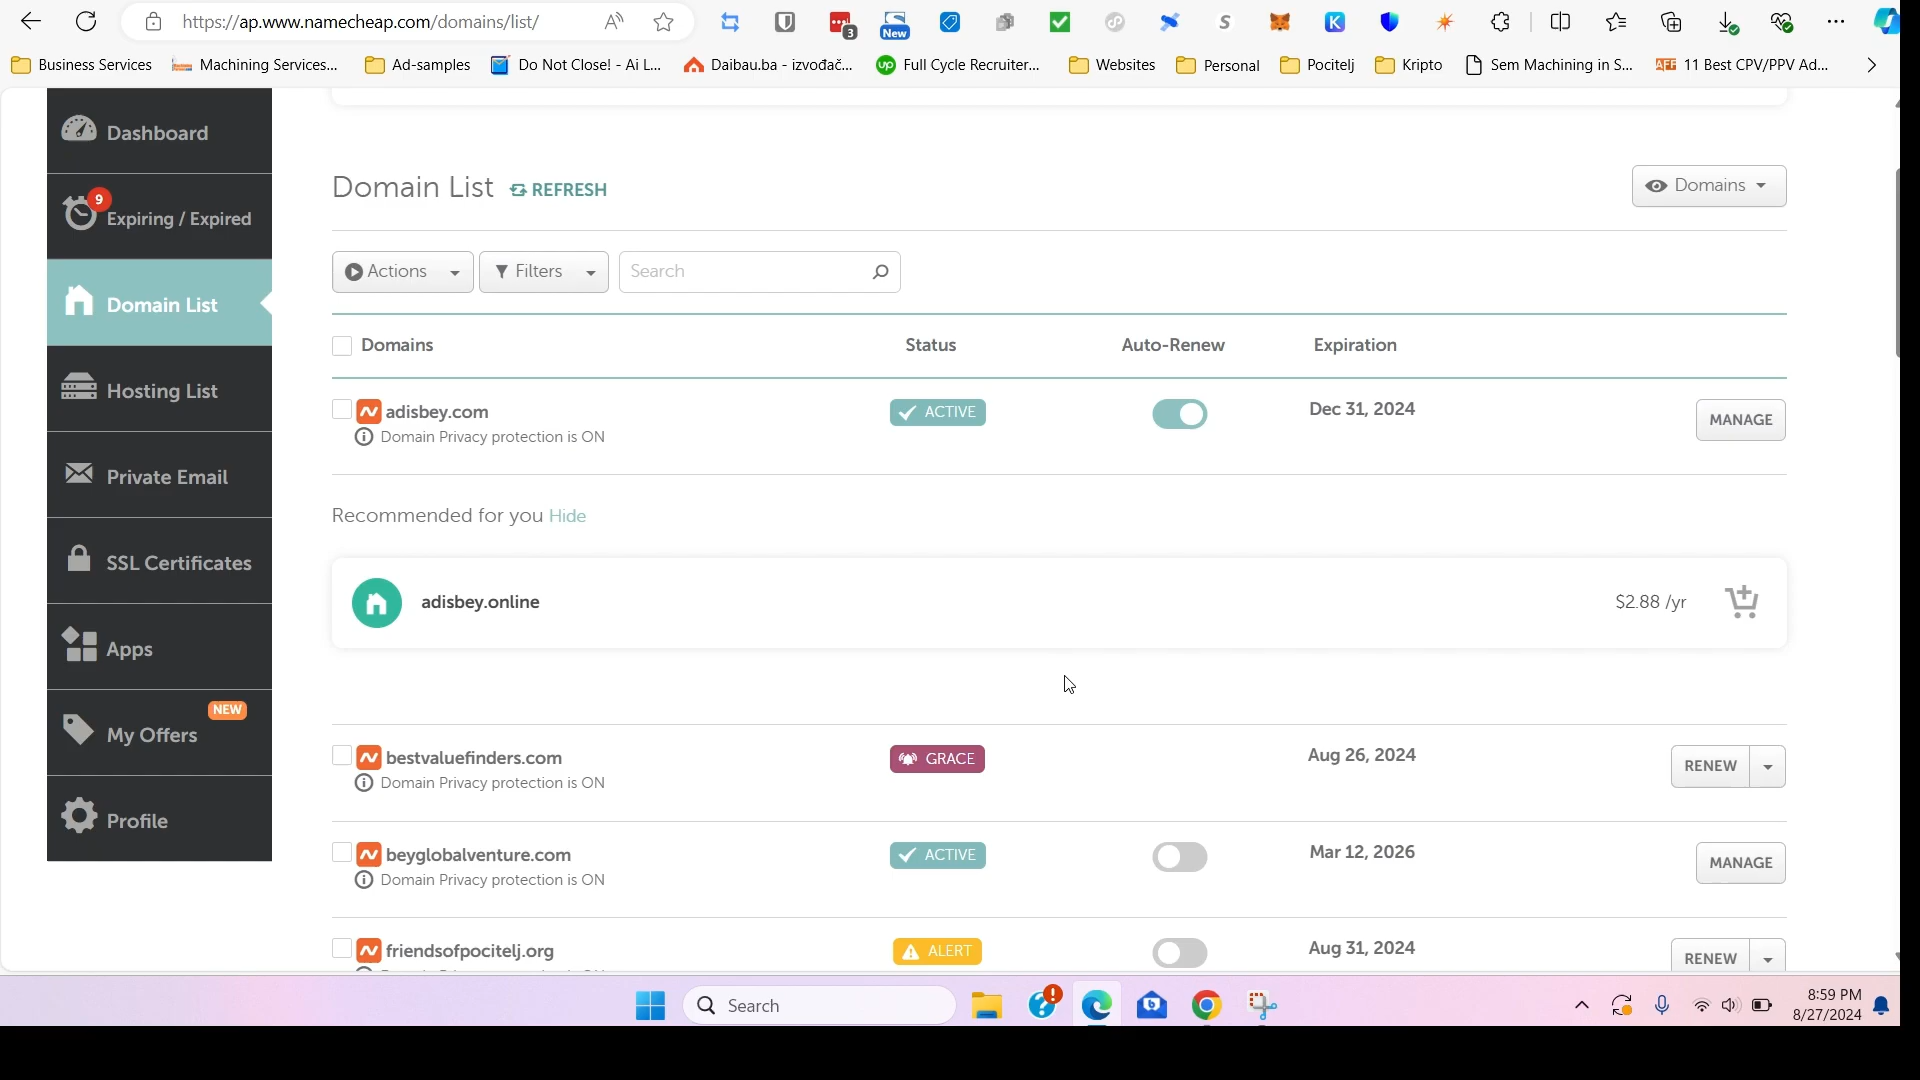 https://ap.www.namecheap.com/domains/list/
A
3
New
S
K
Business Services
Machining Services...
Ad-samples
Do Not Close! - Ai L...
Daibau.ba - izvođač...
up
Full Cycle Recruiter...
Websites
Personal
Pocitelj
Kripto
Sem Machining in S...
AFF
11 Best CPV/PPV Ad...
Dashboard
9
Expiring / Expired
Domain List
Hosting List
Private Email
SSL Certificates
Apps
NEW
My Offers
Profile
Domain List REFRESH
Domains
Actions
Filters
Search
Domains Status Auto-Renew Expiration
adisbey.com ACTIVE Dec 31, 2024 MANAGE
Domain Privacy protection is ON
Recommended for you Hide
adisbey.online $2.88 /yr
bestvaluefinders.com GRACE Aug 26, 2024 RENEW
Domain Privacy protection is ON
beyglobalventure.com ACTIVE Mar 12, 2026 MANAGE
Domain Privacy protection is ON
friendsofpocitelj.org ALERT Aug 31, 2024 RENEW
Search
8:59 PM
8/27/2024